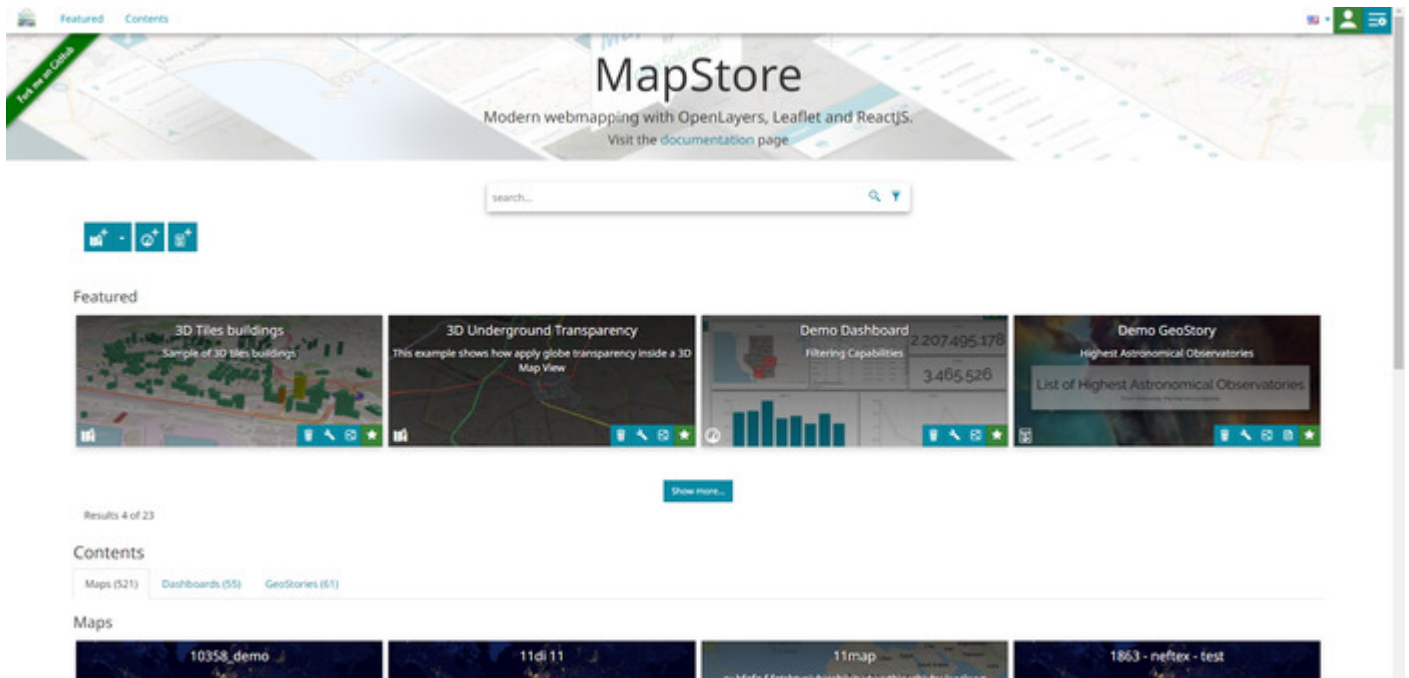 Featured Contents
Fork me on GitHub
MapStore
Modern webmapping with OpenLayers, Leaflet and ReactJS.
Visit the documentation page
search...
Featured
3D Tiles buildings
Sample of 3D tiles buildings
3D Underground Transparency
This example shows how apply globe transparency inside a 3D
Map View
Demo Dashboard
Filtering Capabilities
2.207.495.178
3.465.526
Demo GeoStory
Highest Astronomical Observatories
List of Highest Astronomical Observatories
Show more...
Results 4 of 23
Contents
Maps (521) Dashboards (55) GeoStories (61)
Maps
10358_demo
11di 11
11map
1863 - neftex - test